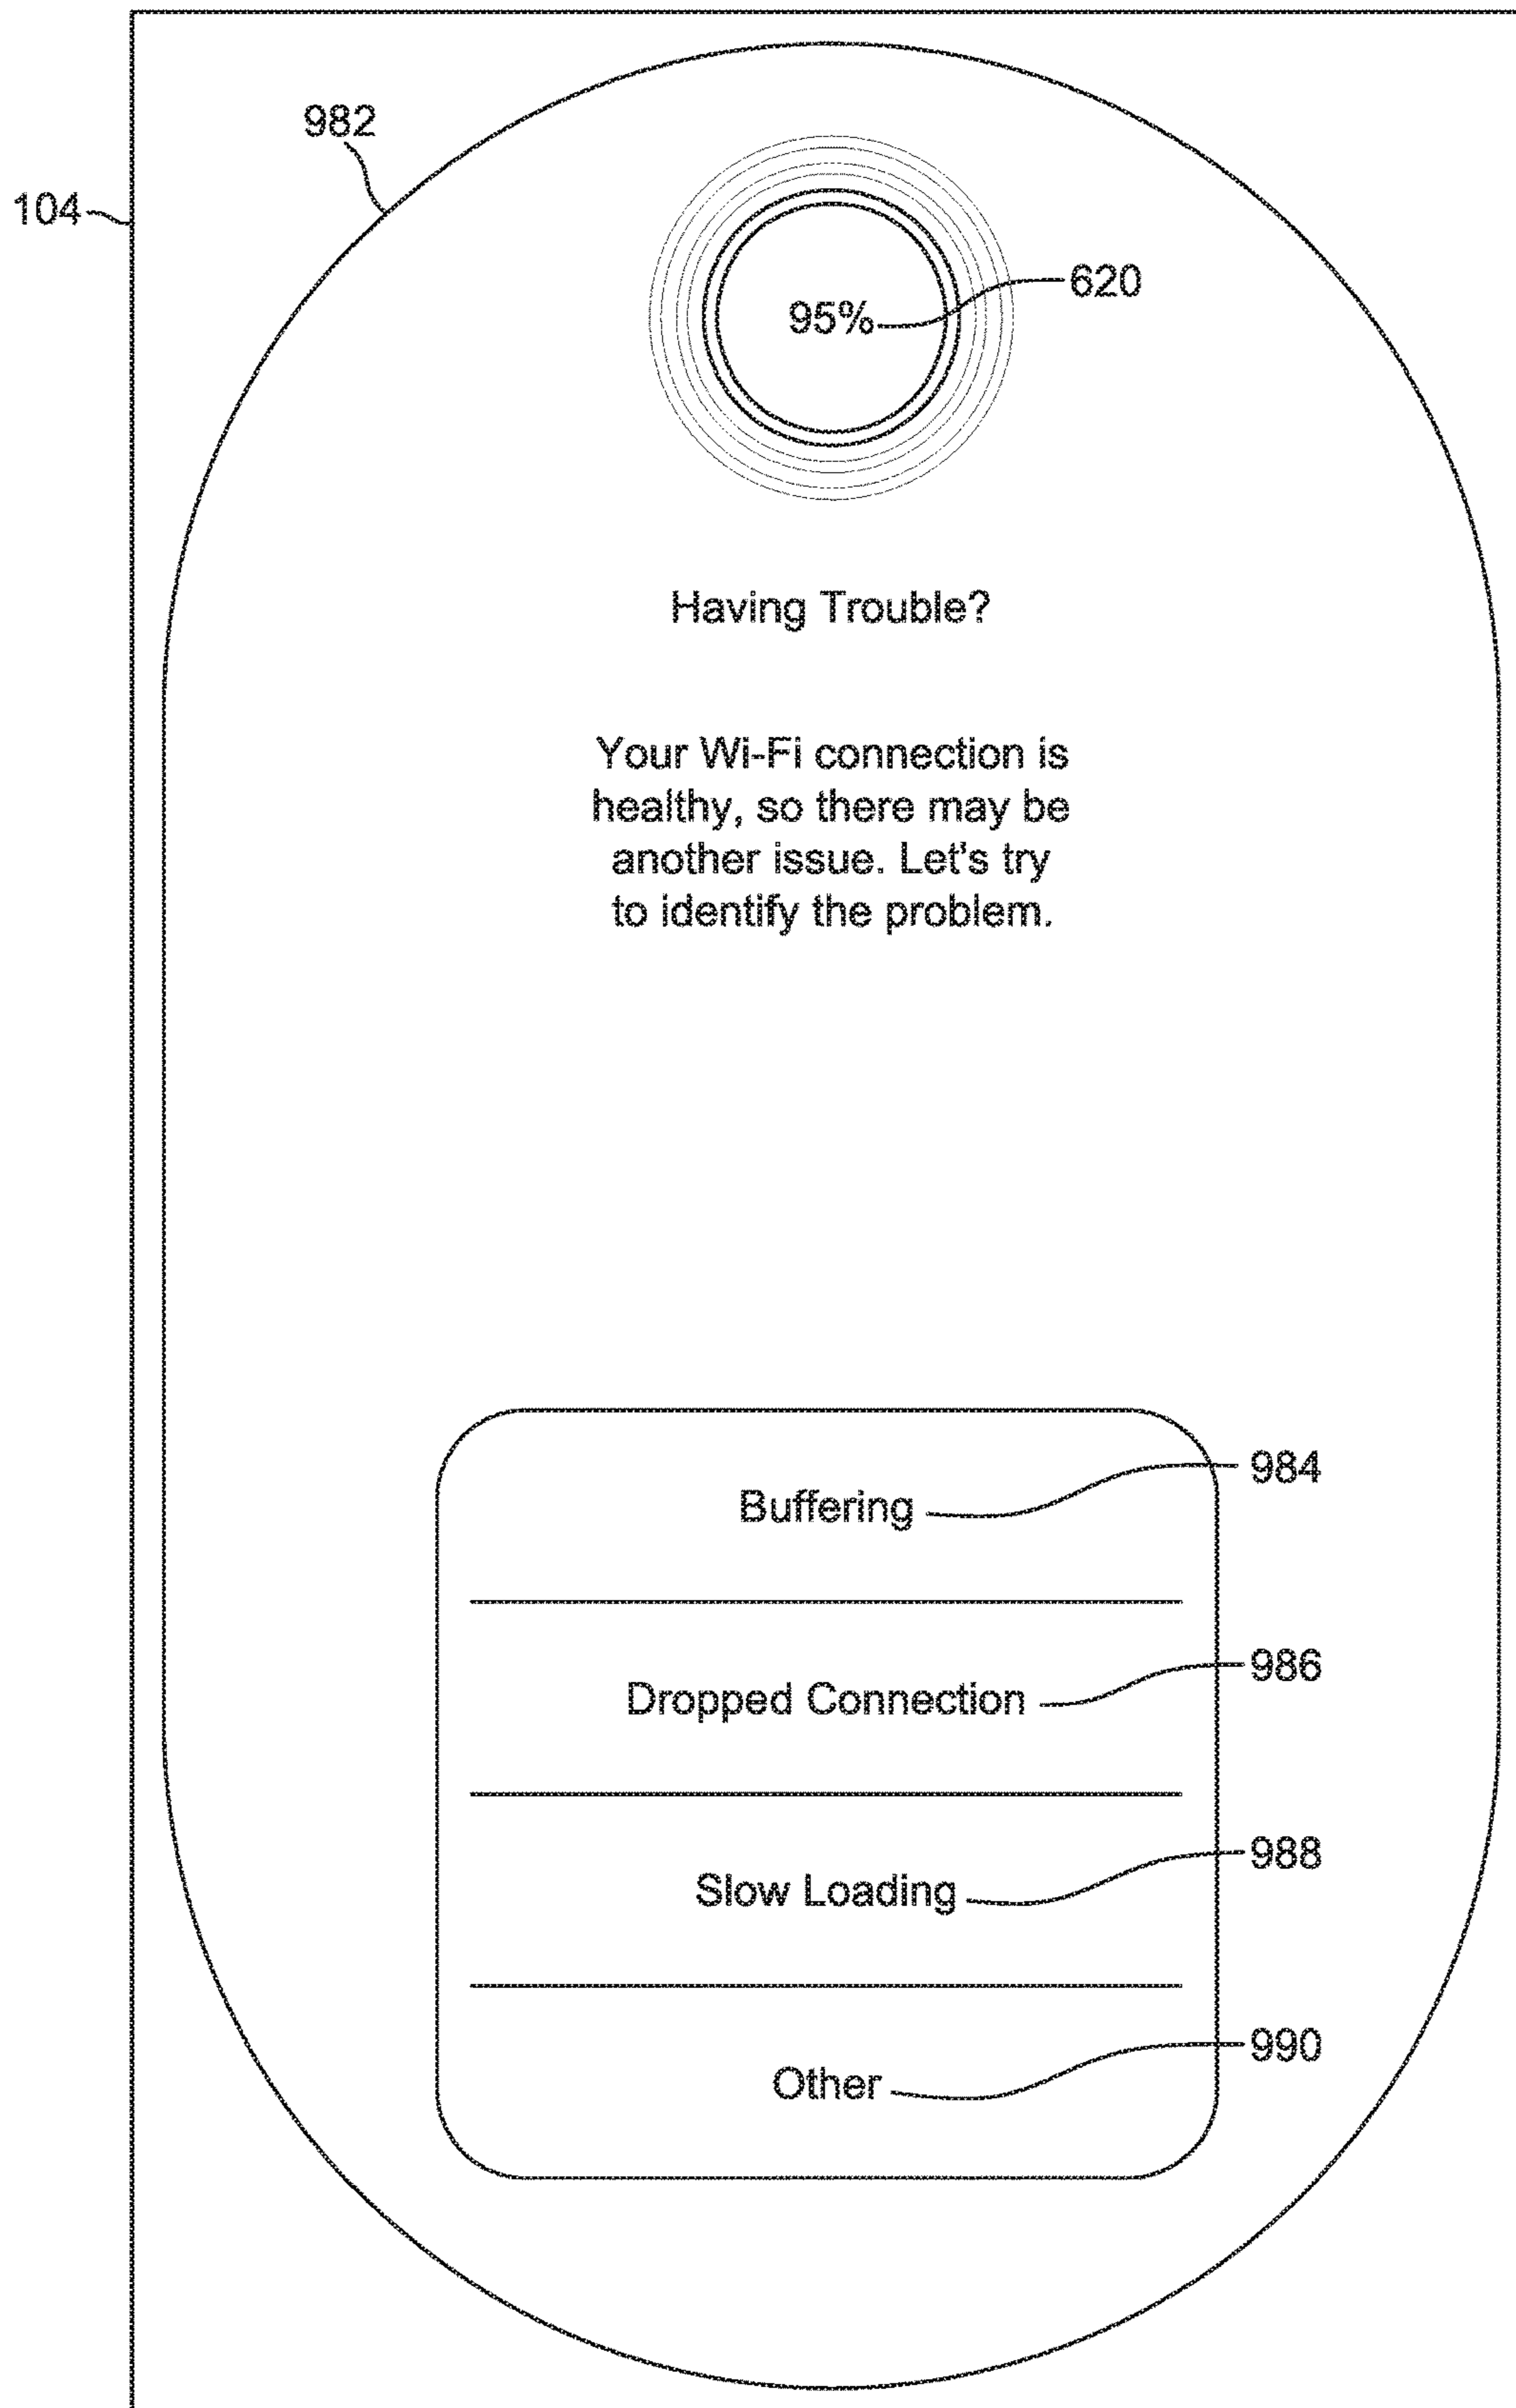 982
104
620
95%
Having Trouble?
Your Wi-Fi connection is
healthy, so there may be
another issue. Let's try
to identify the problem.
984
Buffering
986
Dropped Connection
988
Slow Loading
990
Other